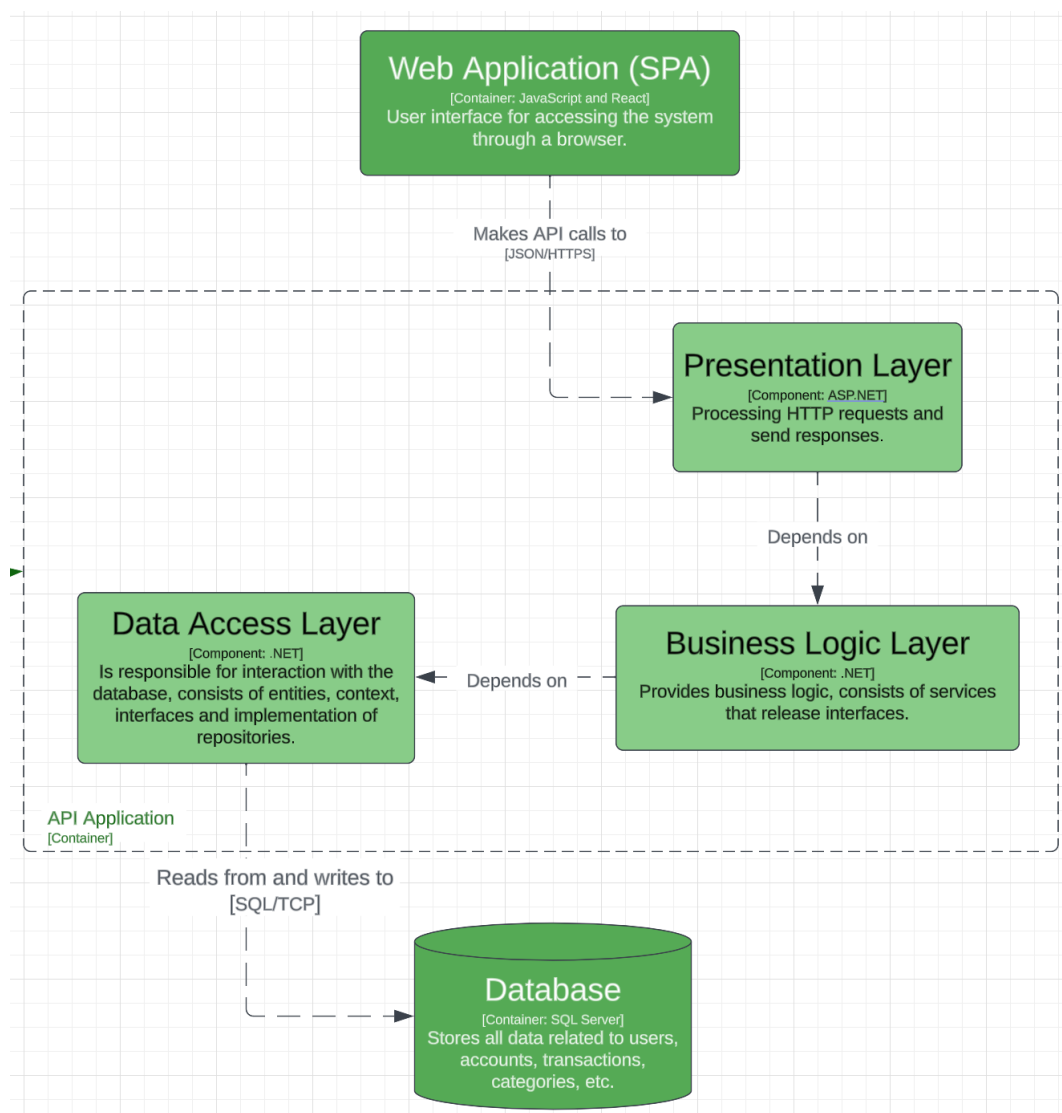 Web Application (SPA)
[Container: JavaScript and React]
User interface for accessing the system
through a browser.
Makes API calls to
[JSON/HTTPS]
Presentation Layer
[Component: ASP.NET]
Processing HTTP requests and
send responses.
Depends on
Data Access Layer
[Component: .NET]
Is responsible for interaction with the
database, consists of entities, context,
interfaces and implementation of
repositories.
Depends on
Business Logic Layer
[Component: .NET]
Provides business logic, consists of services
that release interfaces.
API Application
[Container]
Reads from and writes to
[SQL/TCP]
Database
[Container: SQL Server]
Stores all data related to users,
accounts, transactions,
categories, etc.